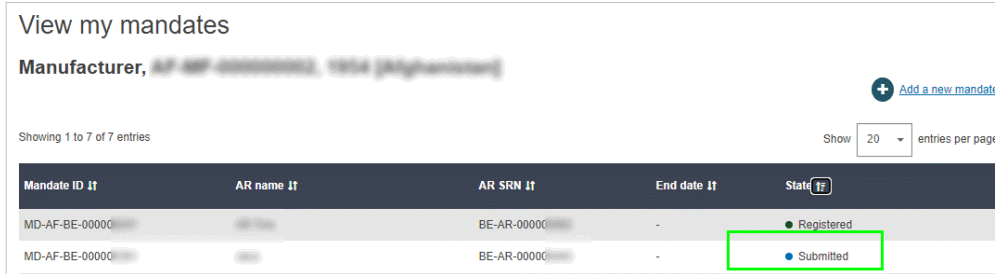 View my mandates
Manufacturer,
Add a new mandate
Showing 1 to 7 of 7 entries
Show 20 entries per page
Mandate ID AR name AR SRN End date State
MD-AF-BE-00000 BE-AR-00000 - Registered
MD-AF-BE-00000 BE-AR-00000 - Submitted